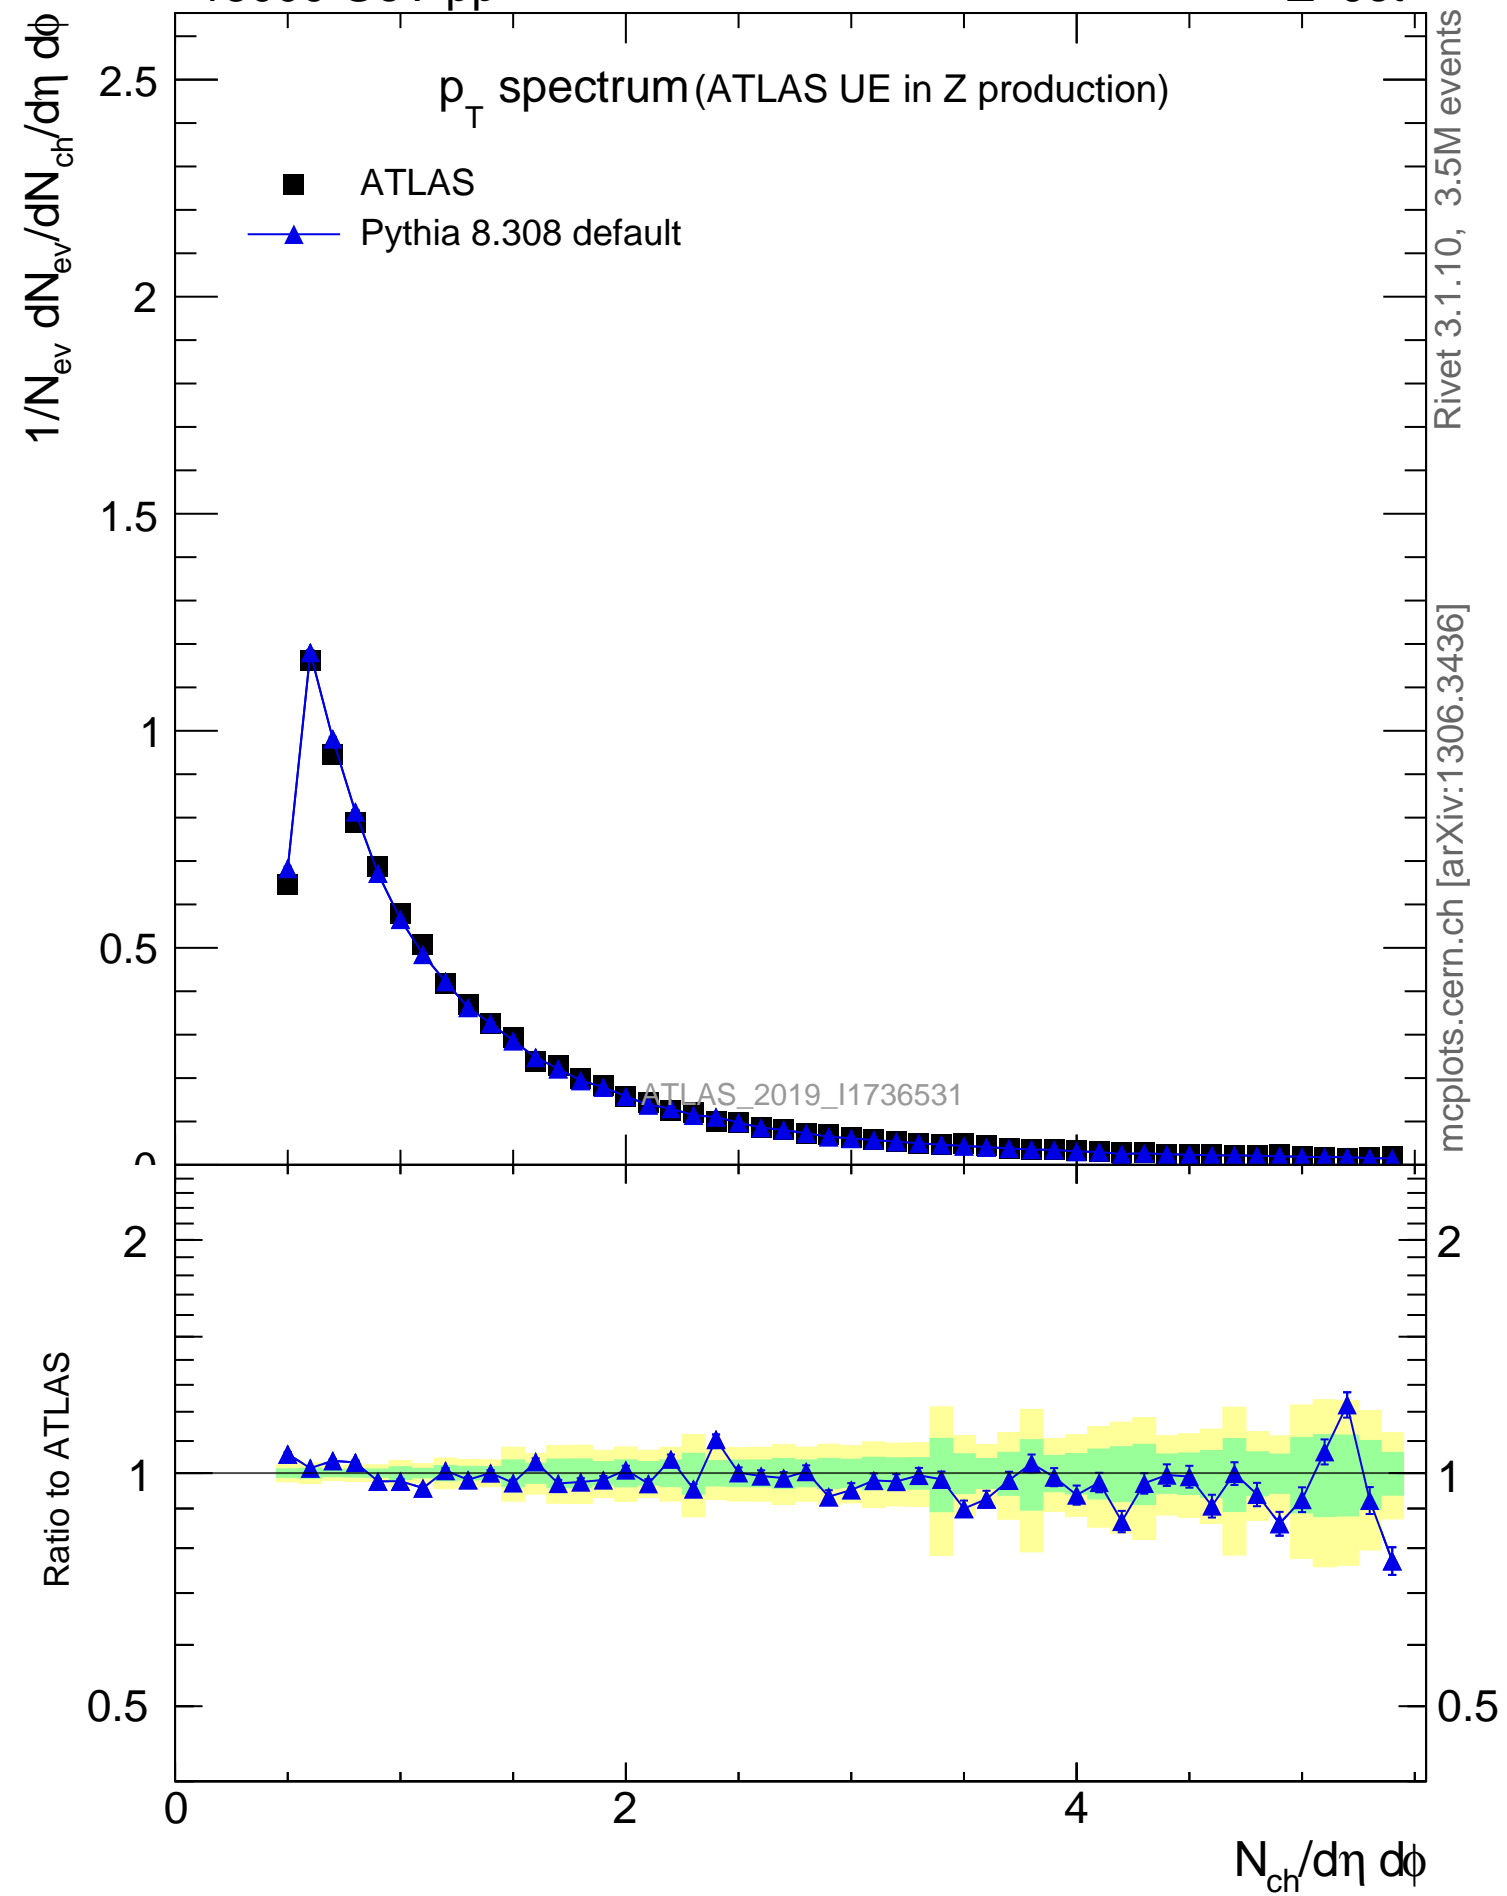 p_T spectrum (ATLAS UE in Z production)
ATLAS
Pythia 8.308 default
1/N_ev dN_ev/dN_ch/dη dϕ
2.5
2
1.5
1
0.5
0
ATLAS_2019_I1736531
Rivet 3.1.10, 3.5M events
mcplots.cern.ch [arXiv:1306.3436]
Ratio to ATLAS
2
1
0.5
2
1
0.5
0
2
4
N_ch/dη dϕ